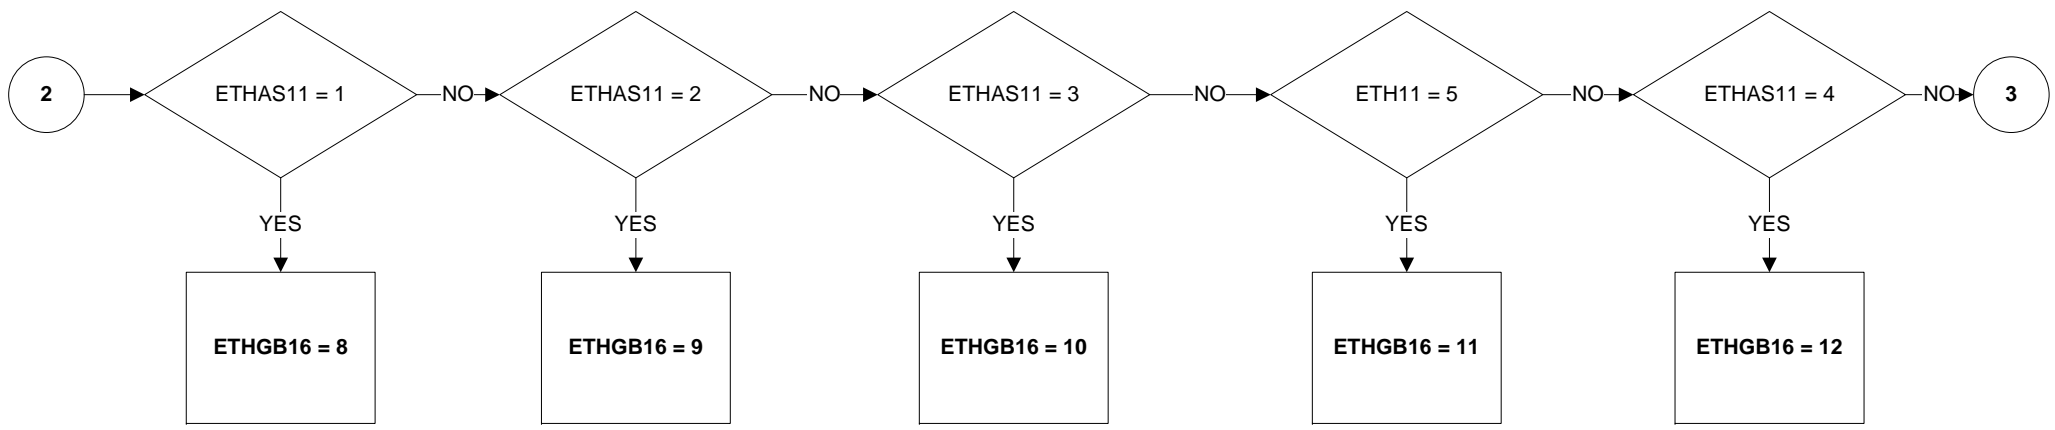 2
ETHAS11 = 1
NO
ETHAS11 = 2
NO
ETHAS11 = 3
NO
ETH11 = 5
NO
ETHAS11 = 4
NO
3
YES
YES
YES
YES
YES
ETHGB16 = 8
ETHGB16 = 9
ETHGB16 = 10
ETHGB16 = 11
ETHGB16 = 12